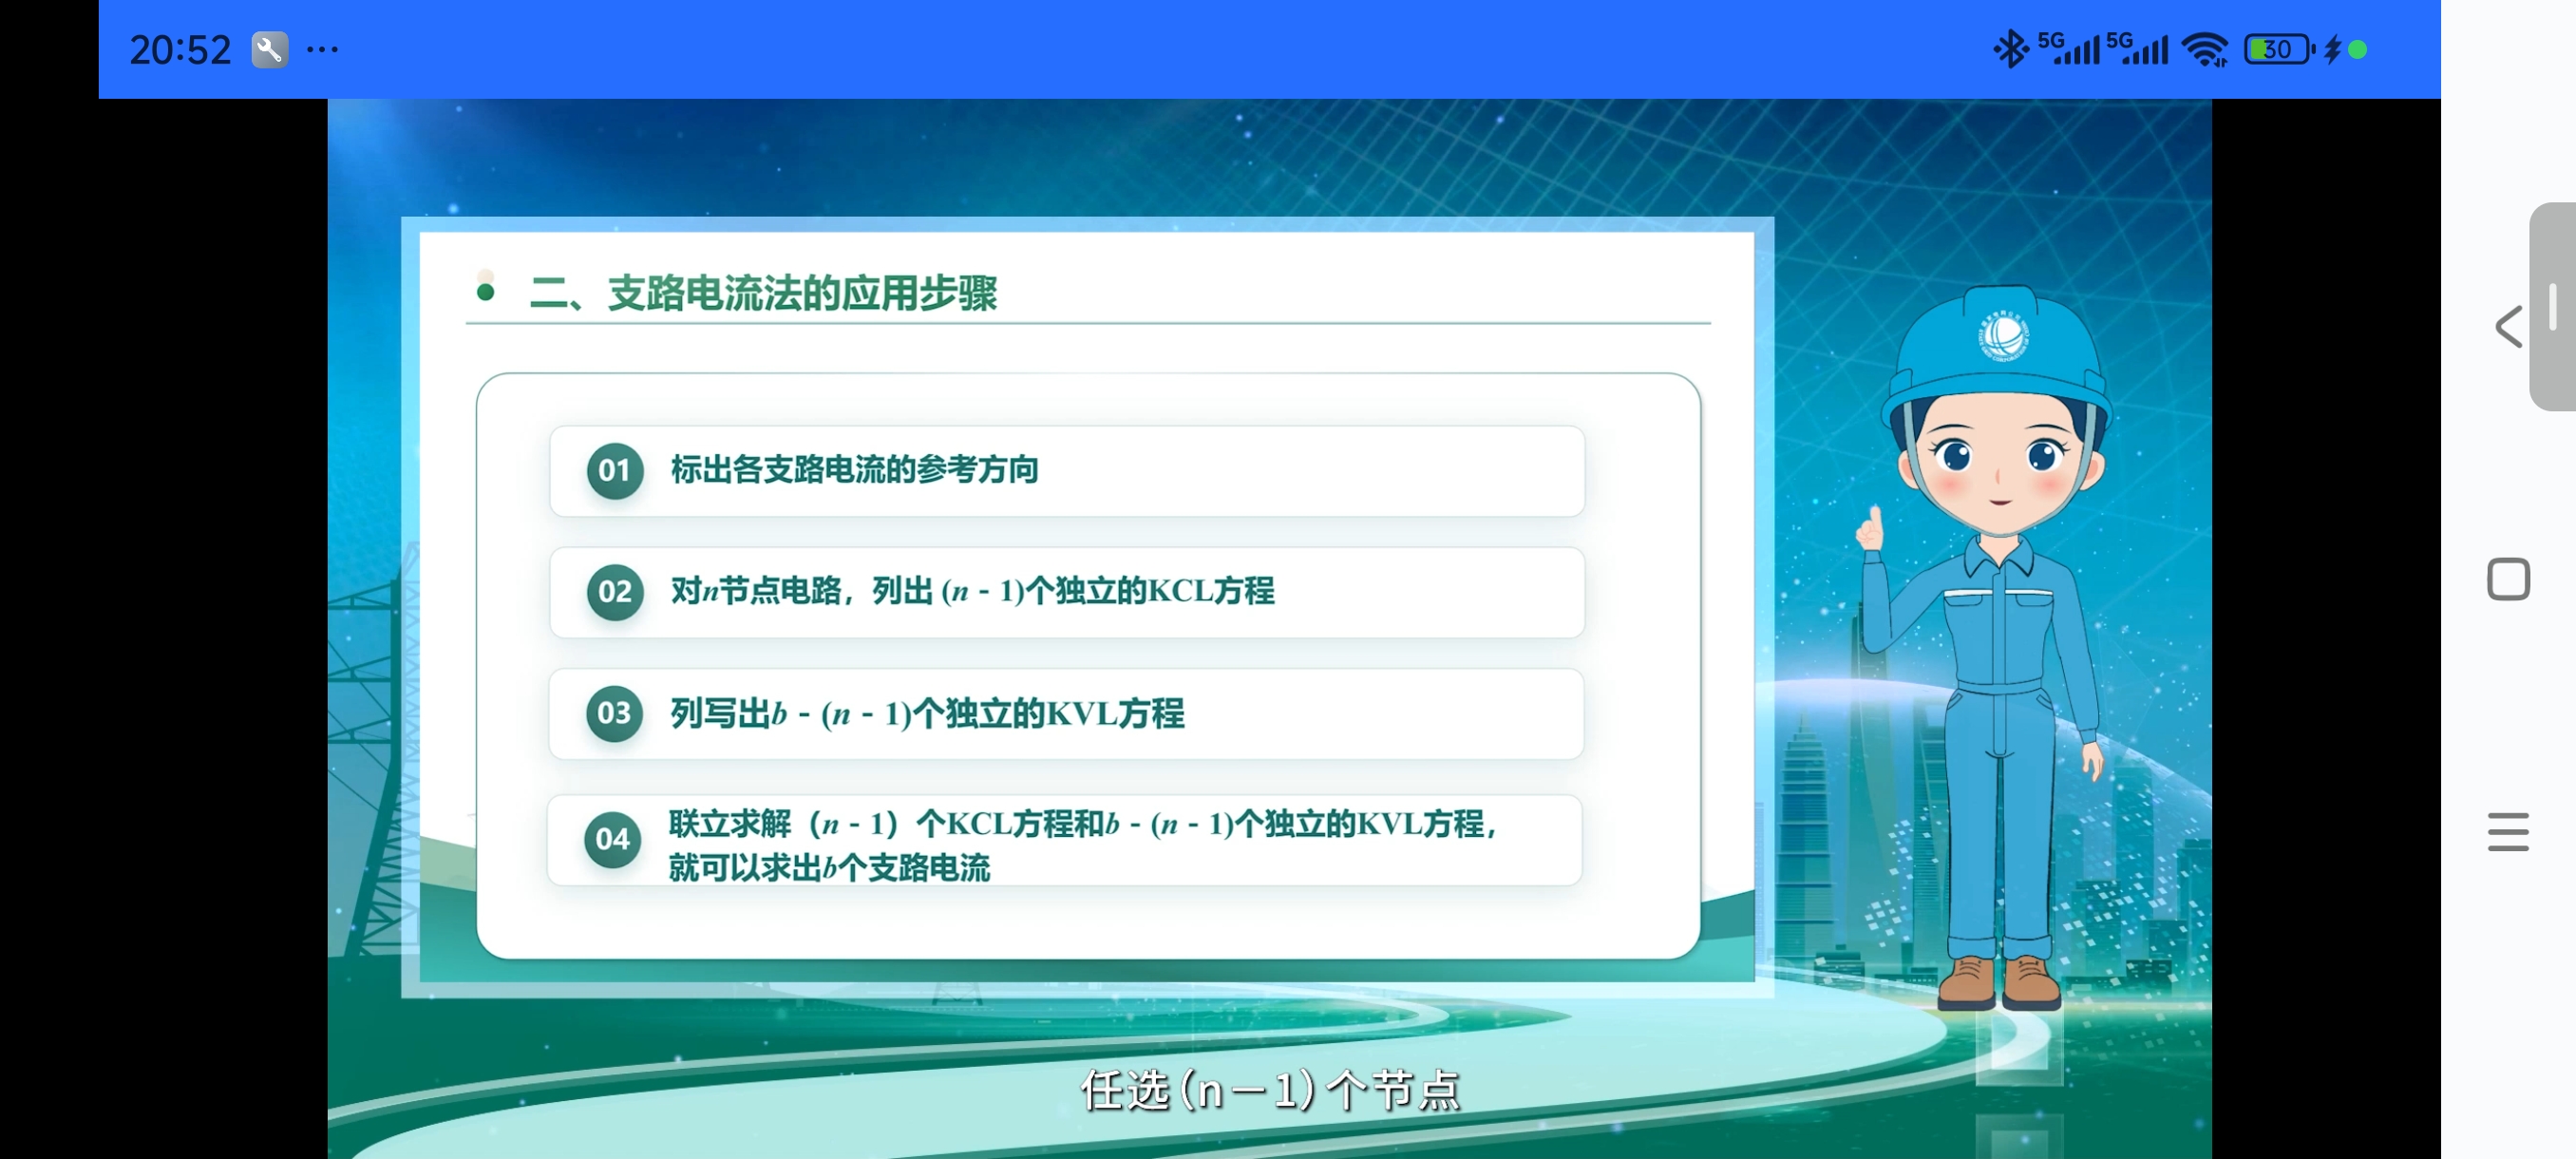 20:52 ...
5G 5G 30
二、支路电流法的应用步骤
01 标出各支路电流的参考方向
02 对n节点电路，列出 (n - 1)个独立的KCL方程
03 列写出b - (n - 1)个独立的KVL方程
04 联立求解（n - 1）个KCL方程和b - (n - 1)个独立的KVL方程，
就可以求出b个支路电流
任选(n－1)个节点